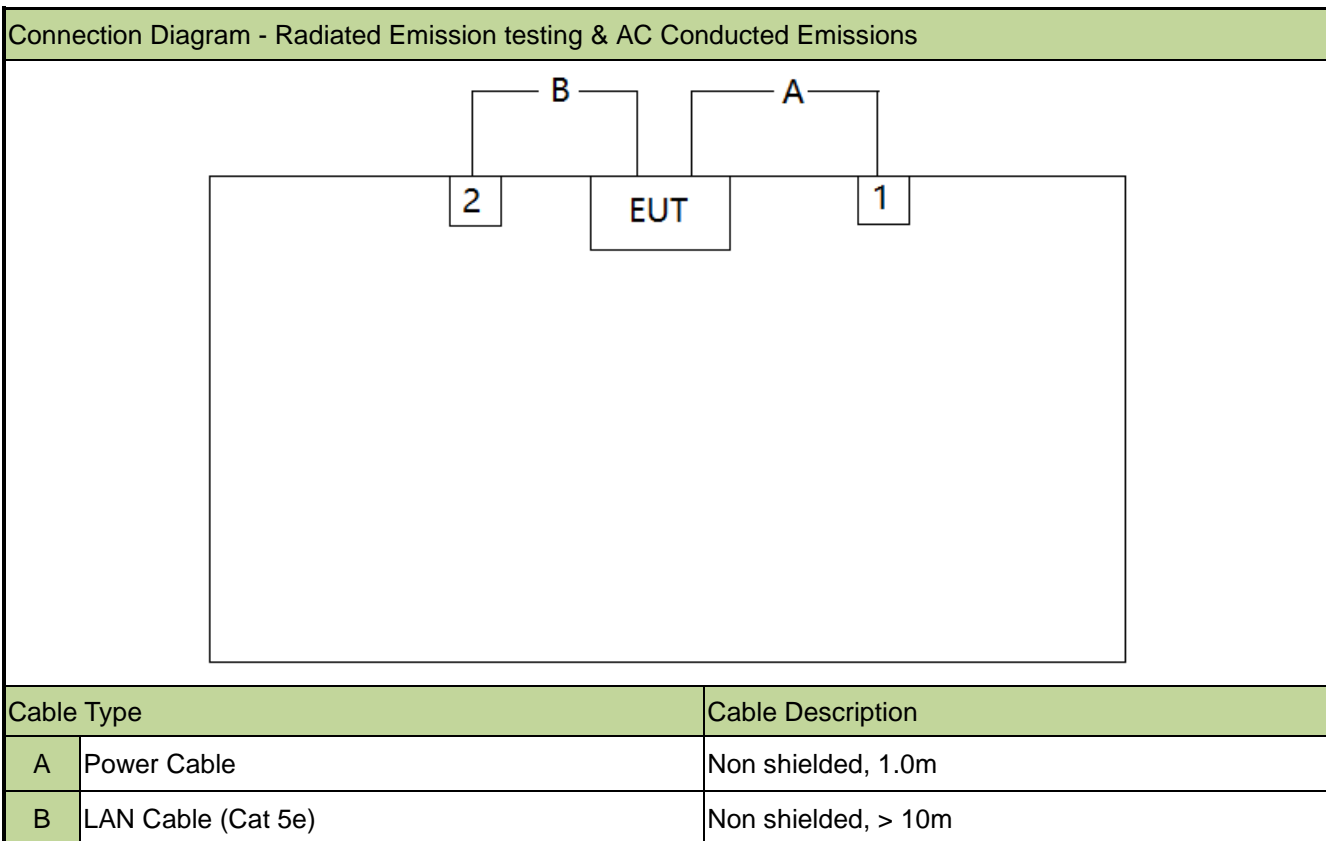 Connection Diagram - Radiated Emission testing & AC Conducted Emissions
B A
2 EUT 1
Cable Type Cable Description
A Power Cable Non shielded, 1.0m
B LAN Cable (Cat 5e) Non shielded, > 10m